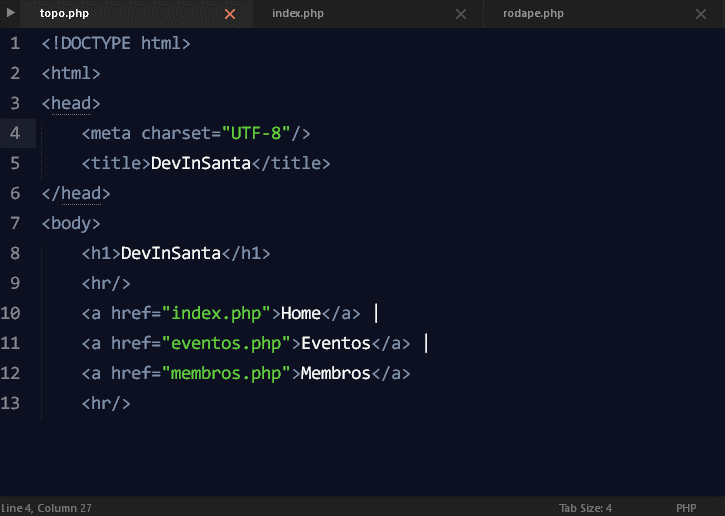 topo.php × index.php × rodape.php ×
1 <!DOCTYPE html>
2 <html>
3 <head>
4     <meta charset="UTF-8"/>
5     <title>DevInSanta</title>
6 </head>
7 <body>
8     <h1>DevInSanta</h1>
9     <hr/>
10     <a href="index.php">Home</a> |
11     <a href="eventos.php">Eventos</a> |
12     <a href="membros.php">Membros</a>
13     <hr/>
Line 4, Column 27 Tab Size: 4 PHP